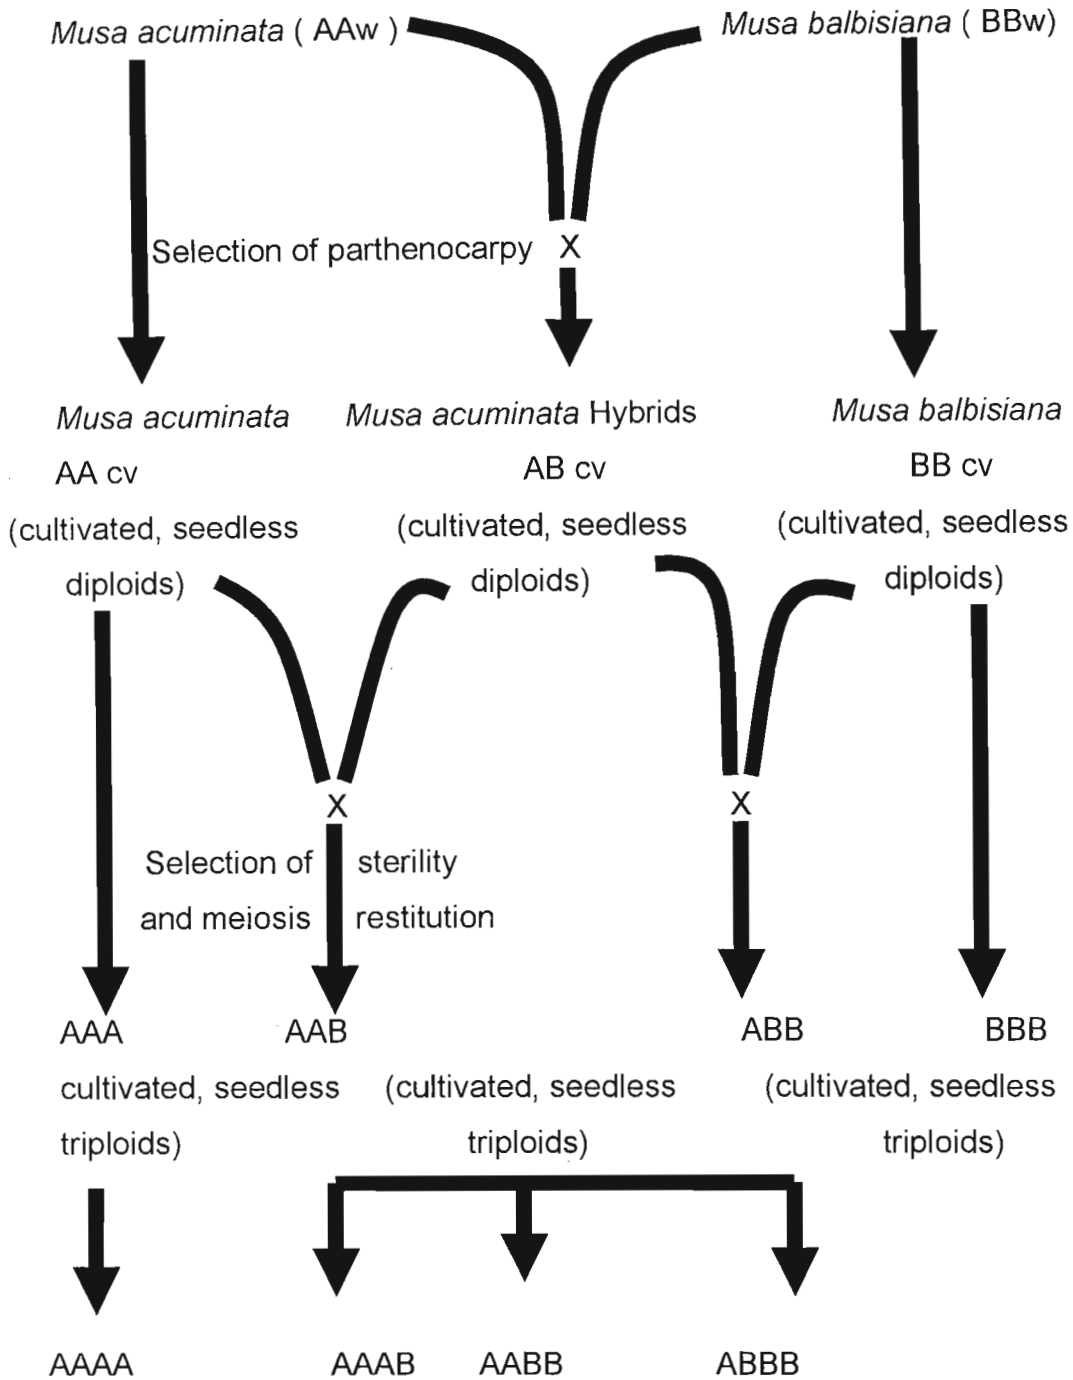 Musa acuminata ( AAw )
Musa balbisiana ( BBw)
Selection of parthenocarpy
X
Musa acuminata
AA cv
(cultivated, seedless
diploids)
Musa acuminata Hybrids
AB cv
(cultivated, seedless
diploids)
Musa balbisiana
BB cv
(cultivated, seedless
diploids)
X
X
Selection of sterility
and meiosis restitution
AAA
AAB
ABB
BBB
cultivated, seedless
triploids)
(cultivated, seedless
triploids)
(cultivated, seedless
triploids)
AAAA
AAAB
AABB
ABBB